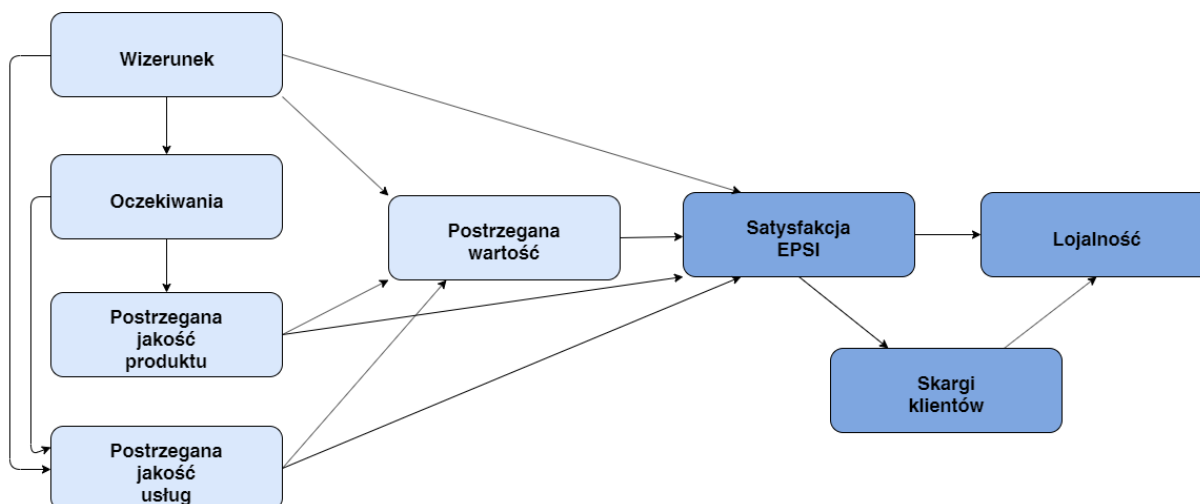 Wizerunek
Oczekiwania
Postrzegana
jakość
produktu
Postrzegana
jakość
usług
Postrzegana
wartość
Satysfakcja
EPSI
Lojalność
Skargi
klientów